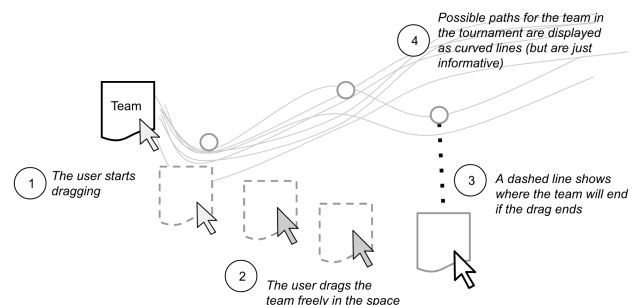 4
Possible paths for the team in
the tournament are displayed
as curved lines (but are just
informative)
Team
1
The user starts
dragging
3
A dashed line shows
where the team will end
if the drag ends
2
The user drags the
team freely in the space